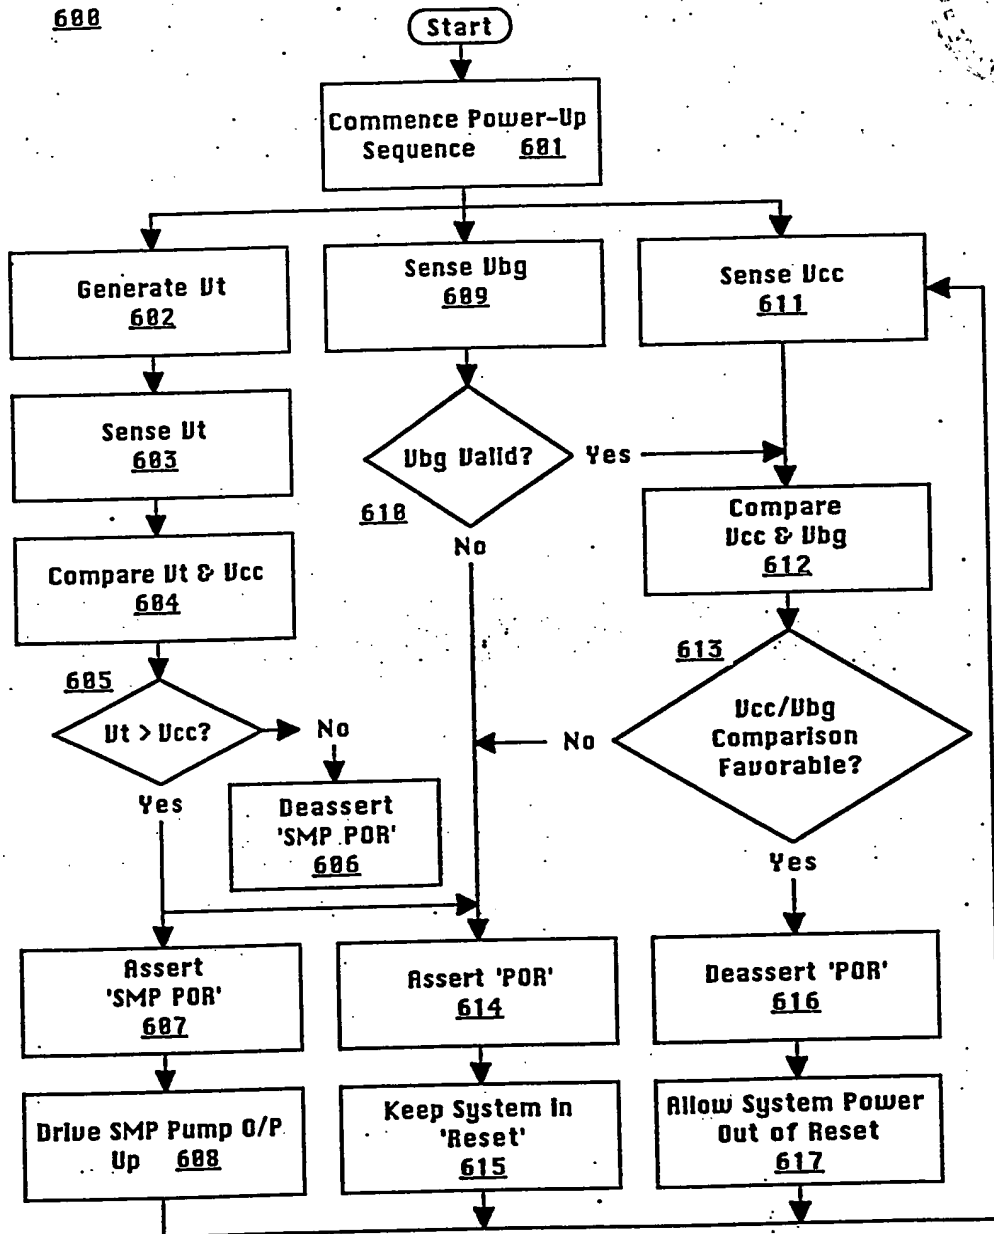 600
Start
Commence Power-Up
Sequence 601
Generate Vt
602
Sense Vbg
609
Sense Vcc
611
Sense Vt
603
Vbg Valid?
Yes
610
No
Compare
Vcc & Vbg
612
Compare Vt & Vcc
604
605
Vt > Vcc?
No
Yes
Deassert
'SMP POR'
606
613
Vcc/Vbg
Comparison
Favorable?
No
Yes
Assert
'SMP POR'
607
Assert 'POR'
614
Deassert 'POR'
616
Drive SMP Pump O/P
Up 608
Keep System in
'Reset'
615
Allow System Power
Out of Reset
617